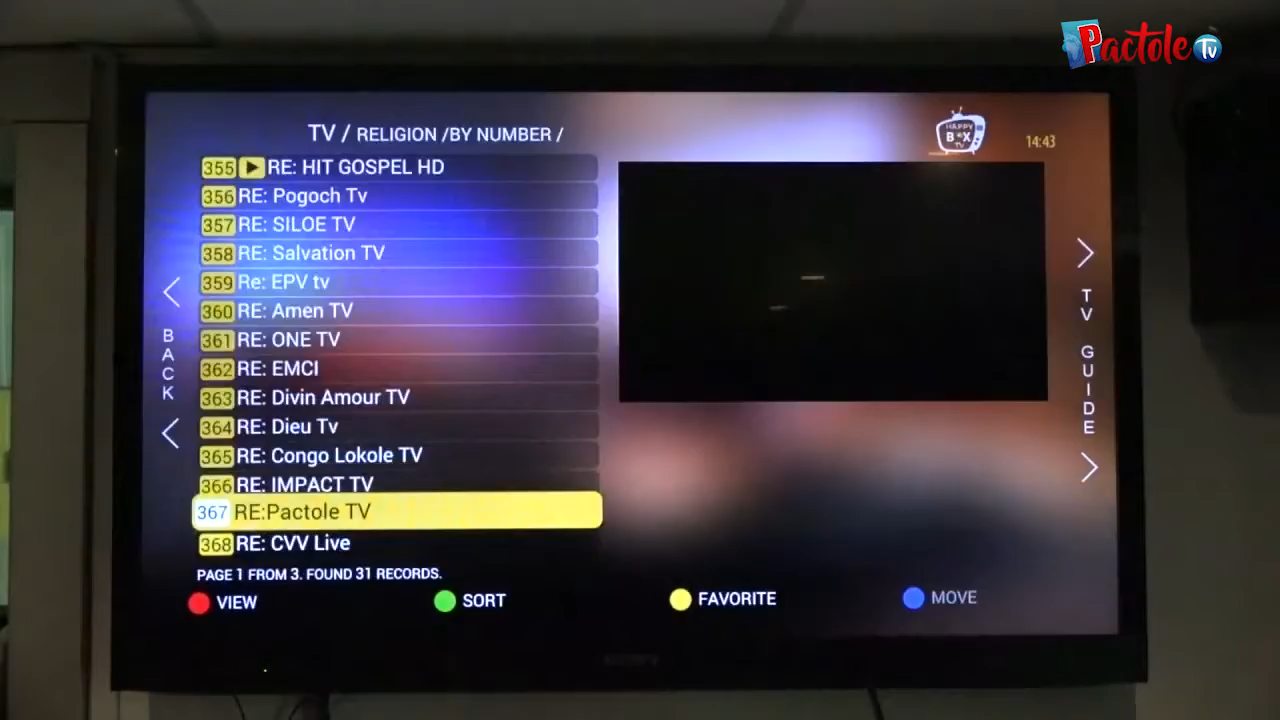 Pactole Tv
TV / RELIGION /BY NUMBER /
HAPPY
BOX
TV
14:43
355 RE: HIT GOSPEL HD
356 RE: Pogoch Tv
357 RE: SILOE TV
358 RE: Salvation TV
359 Re: EPV tv
360 RE: Amen TV
361 RE: ONE TV
362 RE: EMCI
363 RE: Divin Amour TV
364 RE: Dieu Tv
365 RE: Congo Lokole TV
366 RE: IMPACT TV
367 RE:Pactole TV
368 RE: CVV Live
BACK
TV GUIDE
PAGE 1 FROM 3. FOUND 31 RECORDS.
VIEW
SORT
FAVORITE
MOVE
SONY